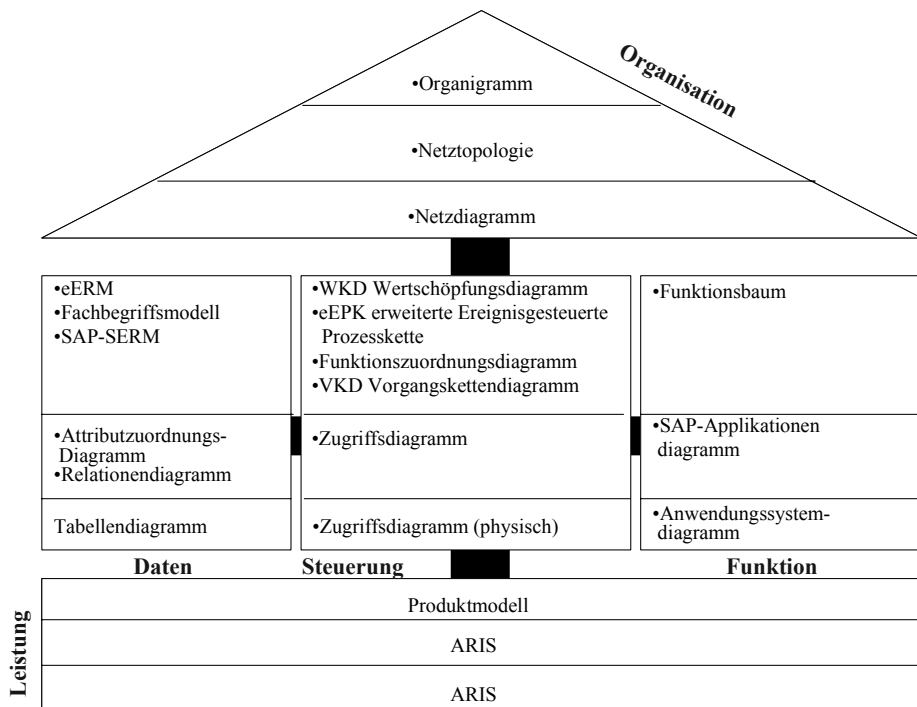 Organisation
•Organigramm
•Netztopologie
•Netzdiagramm
•eERM
•Fachbegriffsmodell
•SAP-SERM
•Attributzuordnungs-
Diagramm
•Relationendiagramm
Tabellendiagramm
Daten
•WKD Wertschöpfungsdiagramm
•eEPK erweiterte Ereignisgesteuerte
Prozesskette
•Funktionszuordnungsdiagramm
•VKD Vorgangskettendiagramm
•Zugriffsdiagramm
•Zugriffsdiagramm (physisch)
Steuerung
•Funktionsbaum
•SAP-Applikationen
diagramm
•Anwendungssystem-
diagramm
Funktion
Leistung
Produktmodell
ARIS
ARIS